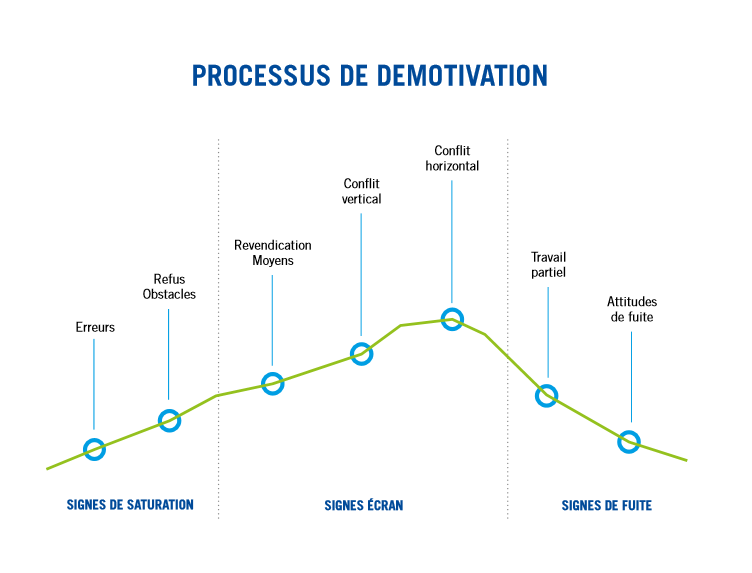 PROCESSUS DE DEMOTIVATION
Erreurs
Refus
Obstacles
Revendication
Moyens
Conflit
vertical
Conflit
horizontal
Travail
partiel
Attitudes
de fuite
SIGNES DE SATURATION
SIGNES ÉCRAN
SIGNES DE FUITE